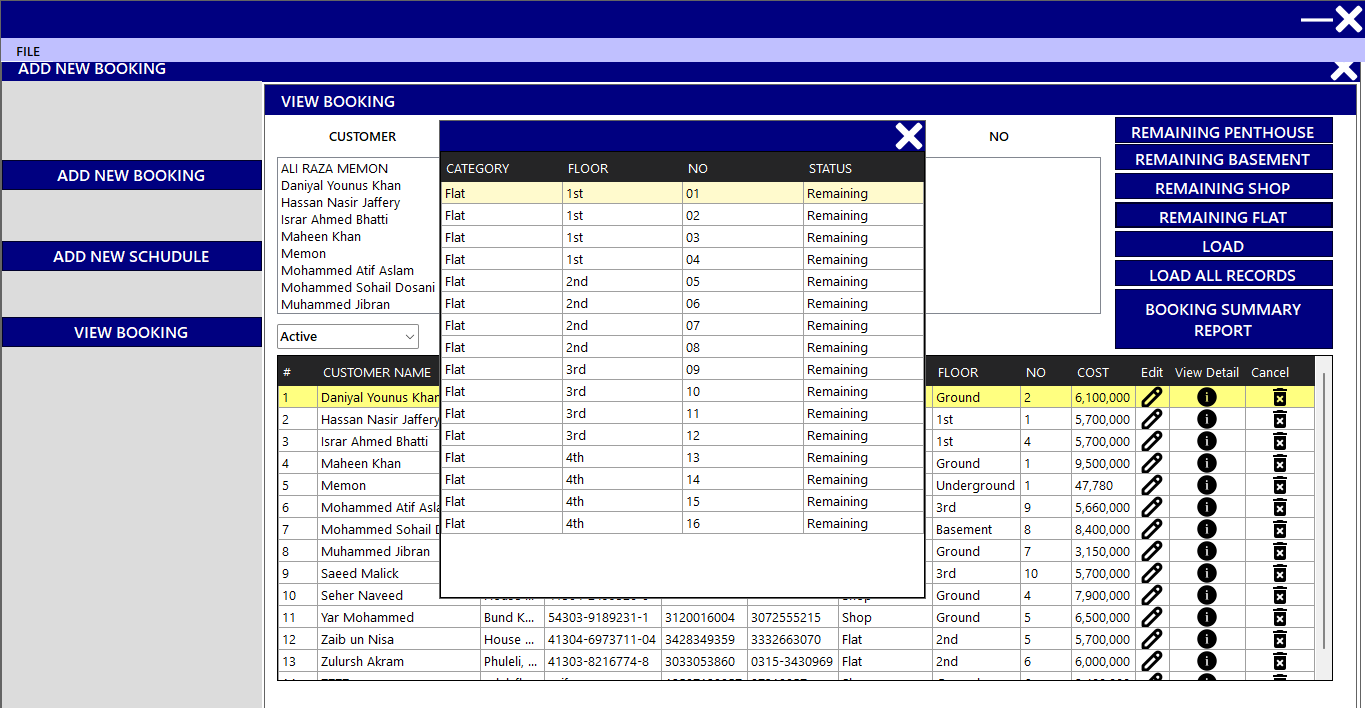 FILE
ADD NEW BOOKING
ADD NEW BOOKING
ADD NEW SCHUDULE
VIEW BOOKING
VIEW BOOKING
CUSTOMER NO
ALI RAZA MEMON
Daniyal Younus Khan
Hassan Nasir Jaffery
Israr Ahmed Bhatti
Maheen Khan
Memon
Mohammed Atif Aslam
Mohammed Sohail Dosani
Muhammed Jibran
Active
CATEGORY FLOOR NO STATUS
Flat 1st 01 Remaining
Flat 1st 02 Remaining
Flat 1st 03 Remaining
Flat 1st 04 Remaining
Flat 2nd 05 Remaining
Flat 2nd 06 Remaining
Flat 2nd 07 Remaining
Flat 2nd 08 Remaining
Flat 3rd 09 Remaining
Flat 3rd 10 Remaining
Flat 3rd 11 Remaining
Flat 3rd 12 Remaining
Flat 4th 13 Remaining
Flat 4th 14 Remaining
Flat 4th 15 Remaining
Flat 4th 16 Remaining
REMAINING PENTHOUSE
REMAINING BASEMENT
REMAINING SHOP
REMAINING FLAT
LOAD
LOAD ALL RECORDS
BOOKING SUMMARY
REPORT
# CUSTOMER NAME FLOOR NO COST Edit View Detail Cancel
1 Daniyal Younus Khan Ground 2 6,100,000
2 Hassan Nasir Jaffery 1st 1 5,700,000
3 Israr Ahmed Bhatti 1st 4 5,700,000
4 Maheen Khan Ground 1 9,500,000
5 Memon Underground 1 47,780
6 Mohammed Atif 3rd 9 5,660,000
7 Mohammed Sohail Basement 8 8,400,000
8 Muhammed Jibran Ground 7 3,150,000
9 Saeed Malick 3rd 10 5,700,000
10 Seher Naveed Ground 4 7,900,000
11 Yar Mohammed Bund K... 54303-9189231-1 3120016004 3072555215 Shop Ground 5 6,500,000
12 Zaib un Nisa House ... 41304-6973711-04 3428349359 3332663070 Flat 2nd 5 5,700,000
13 Zulursh Akram Phuleli, ... 41303-8216774-8 3033053860 0315-3430969 Flat 2nd 6 6,000,000